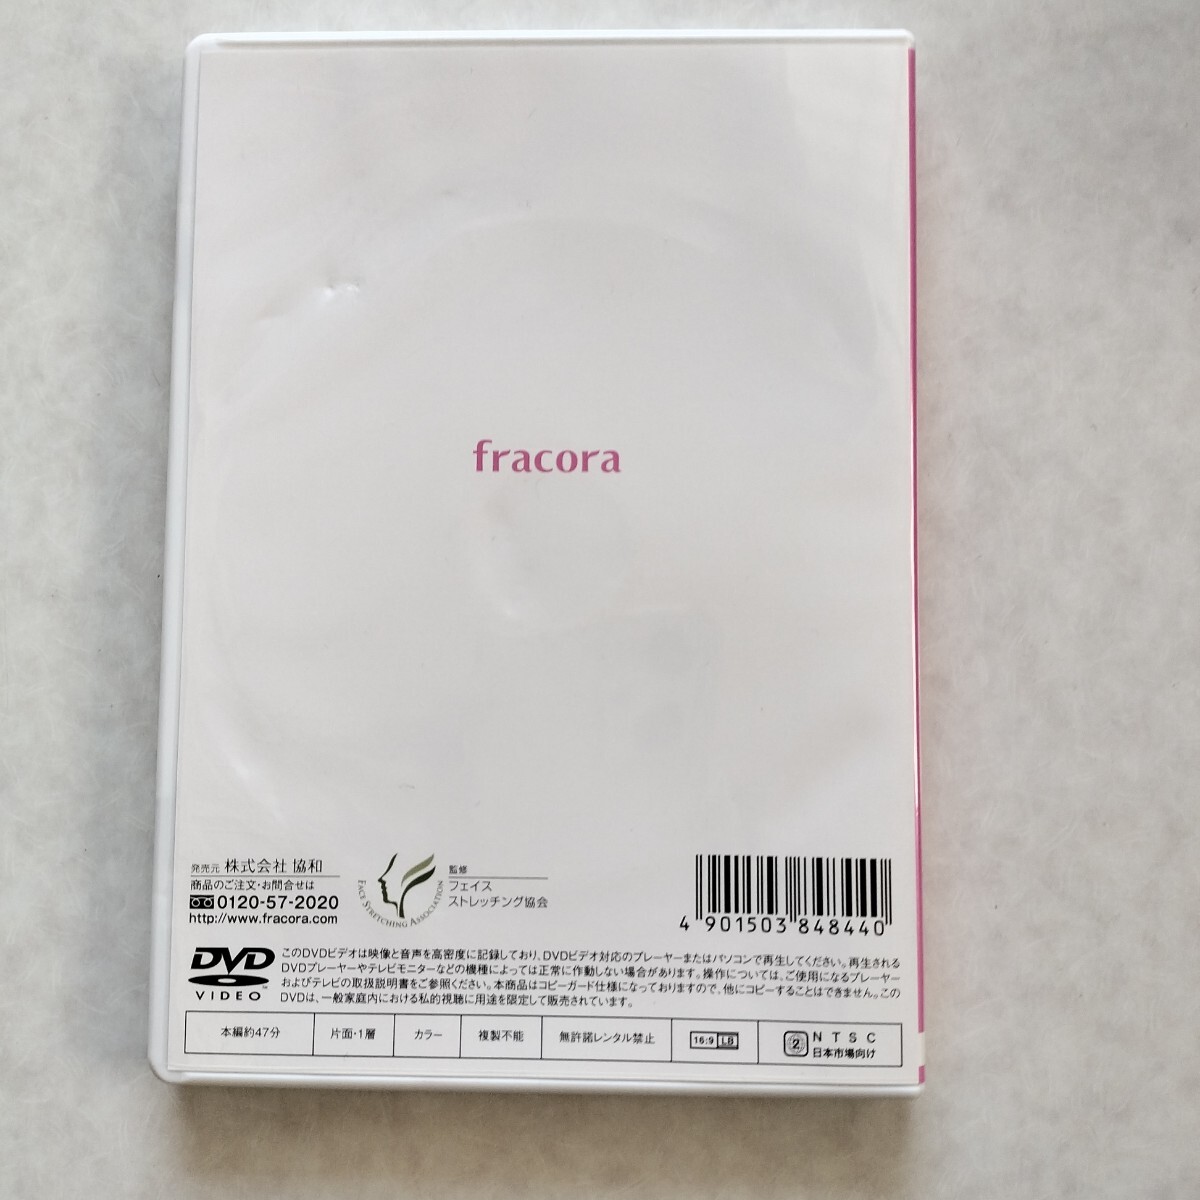 fracora
発売元 株式会社 協和
商品のご注文・お問合せは
0120-57-2020
http://www.fracora.com
FACE STRETCHING ASSOCIATION
監修
フェイス
ストレッチング協会
4 901503 848440
DVD
VIDEO
このDVDビデオは映像と音声を高密度に記録しており、DVDビデオ対応のプレーヤーまたはパソコンで再生してください。再生される
DVDプレーヤーやテレビモニターなどの機種によっては正常に作動しない場合があります。操作については、ご使用になるプレーヤー
およびテレビの取扱説明書をご参照ください。本商品はコピーガード仕様になっておりますので、他にコピーすることはできません。この
DVDは、一般家庭内における私的視聴に用途を限定して販売されています。
本編約47分 片面・1層 カラー 複製不能 無許諾レンタル禁止 16:9 LB 2 NTSC
日本市場向け